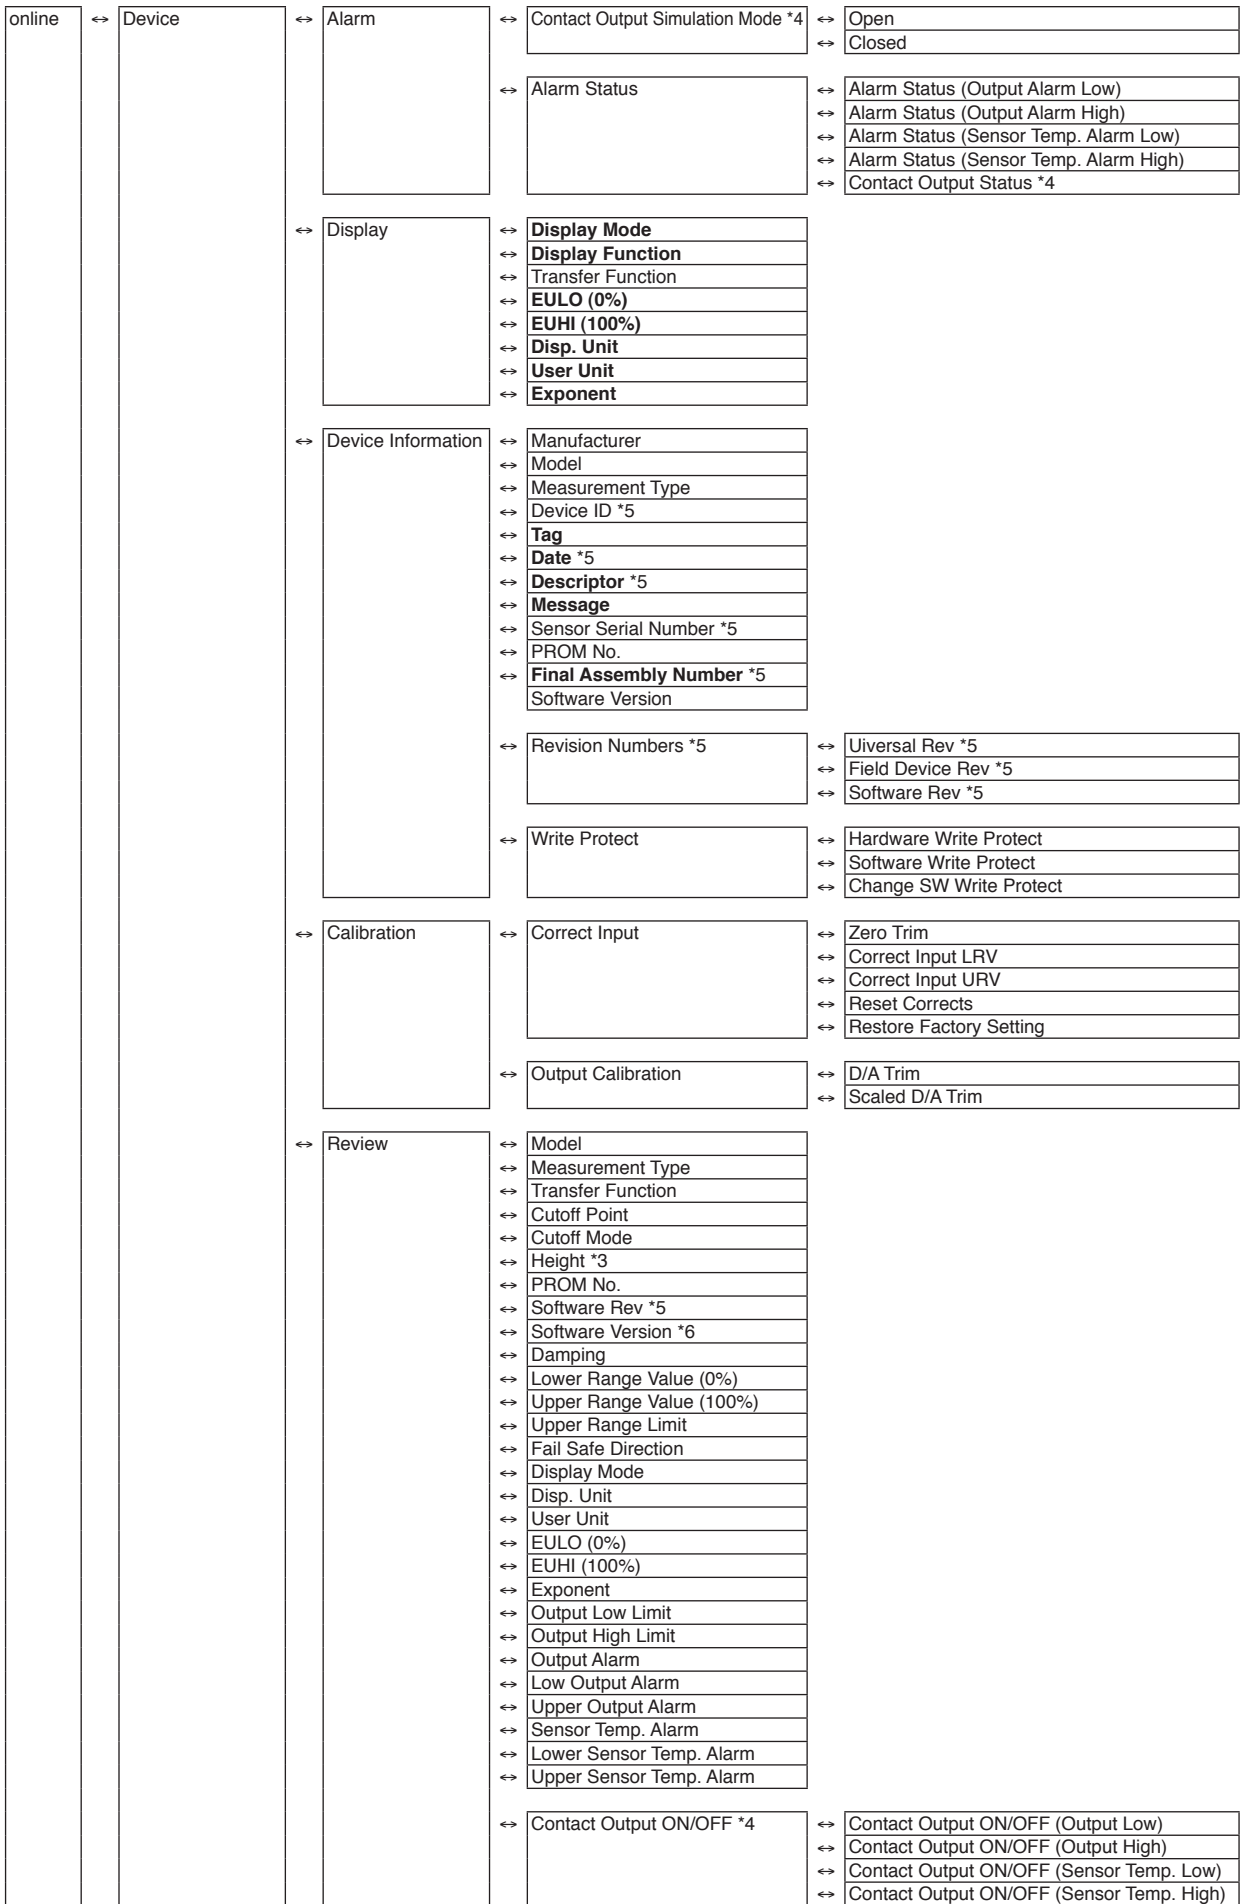 online ↔ Device ↔ Alarm ↔ Contact Output Simulation Mode *4 ↔ Open
↔ Closed
↔ Alarm Status ↔ Alarm Status (Output Alarm Low)
↔ Alarm Status (Output Alarm High)
↔ Alarm Status (Sensor Temp. Alarm Low)
↔ Alarm Status (Sensor Temp. Alarm High)
↔ Contact Output Status *4
↔ Display ↔ Display Mode
↔ Display Function
↔ Transfer Function
↔ EULO (0%)
↔ EUHI (100%)
↔ Disp. Unit
↔ User Unit
↔ Exponent
↔ Device Information ↔ Manufacturer
↔ Model
↔ Measurement Type
↔ Device ID *5
↔ Tag
↔ Date *5
↔ Descriptor *5
↔ Message
↔ Sensor Serial Number *5
↔ PROM No.
↔ Final Assembly Number *5
Software Version
↔ Revision Numbers *5 ↔ Uiversal Rev *5
↔ Field Device Rev *5
↔ Software Rev *5
↔ Write Protect ↔ Hardware Write Protect
↔ Software Write Protect
↔ Change SW Write Protect
↔ Calibration ↔ Correct Input ↔ Zero Trim
↔ Correct Input LRV
↔ Correct Input URV
↔ Reset Corrects
↔ Restore Factory Setting
↔ Output Calibration ↔ D/A Trim
↔ Scaled D/A Trim
↔ Review ↔ Model
↔ Measurement Type
↔ Transfer Function
↔ Cutoff Point
↔ Cutoff Mode
↔ Height *3
↔ PROM No.
↔ Software Rev *5
↔ Software Version *6
↔ Damping
↔ Lower Range Value (0%)
↔ Upper Range Value (100%)
↔ Upper Range Limit
↔ Fail Safe Direction
↔ Display Mode
↔ Disp. Unit
↔ User Unit
↔ EULO (0%)
↔ EUHI (100%)
↔ Exponent
↔ Output Low Limit
↔ Output High Limit
↔ Output Alarm
↔ Low Output Alarm
↔ Upper Output Alarm
↔ Sensor Temp. Alarm
↔ Lower Sensor Temp. Alarm
↔ Upper Sensor Temp. Alarm
↔ Contact Output ON/OFF *4 ↔ Contact Output ON/OFF (Output Low)
↔ Contact Output ON/OFF (Output High)
↔ Contact Output ON/OFF (Sensor Temp. Low)
↔ Contact Output ON/OFF (Sensor Temp. High)